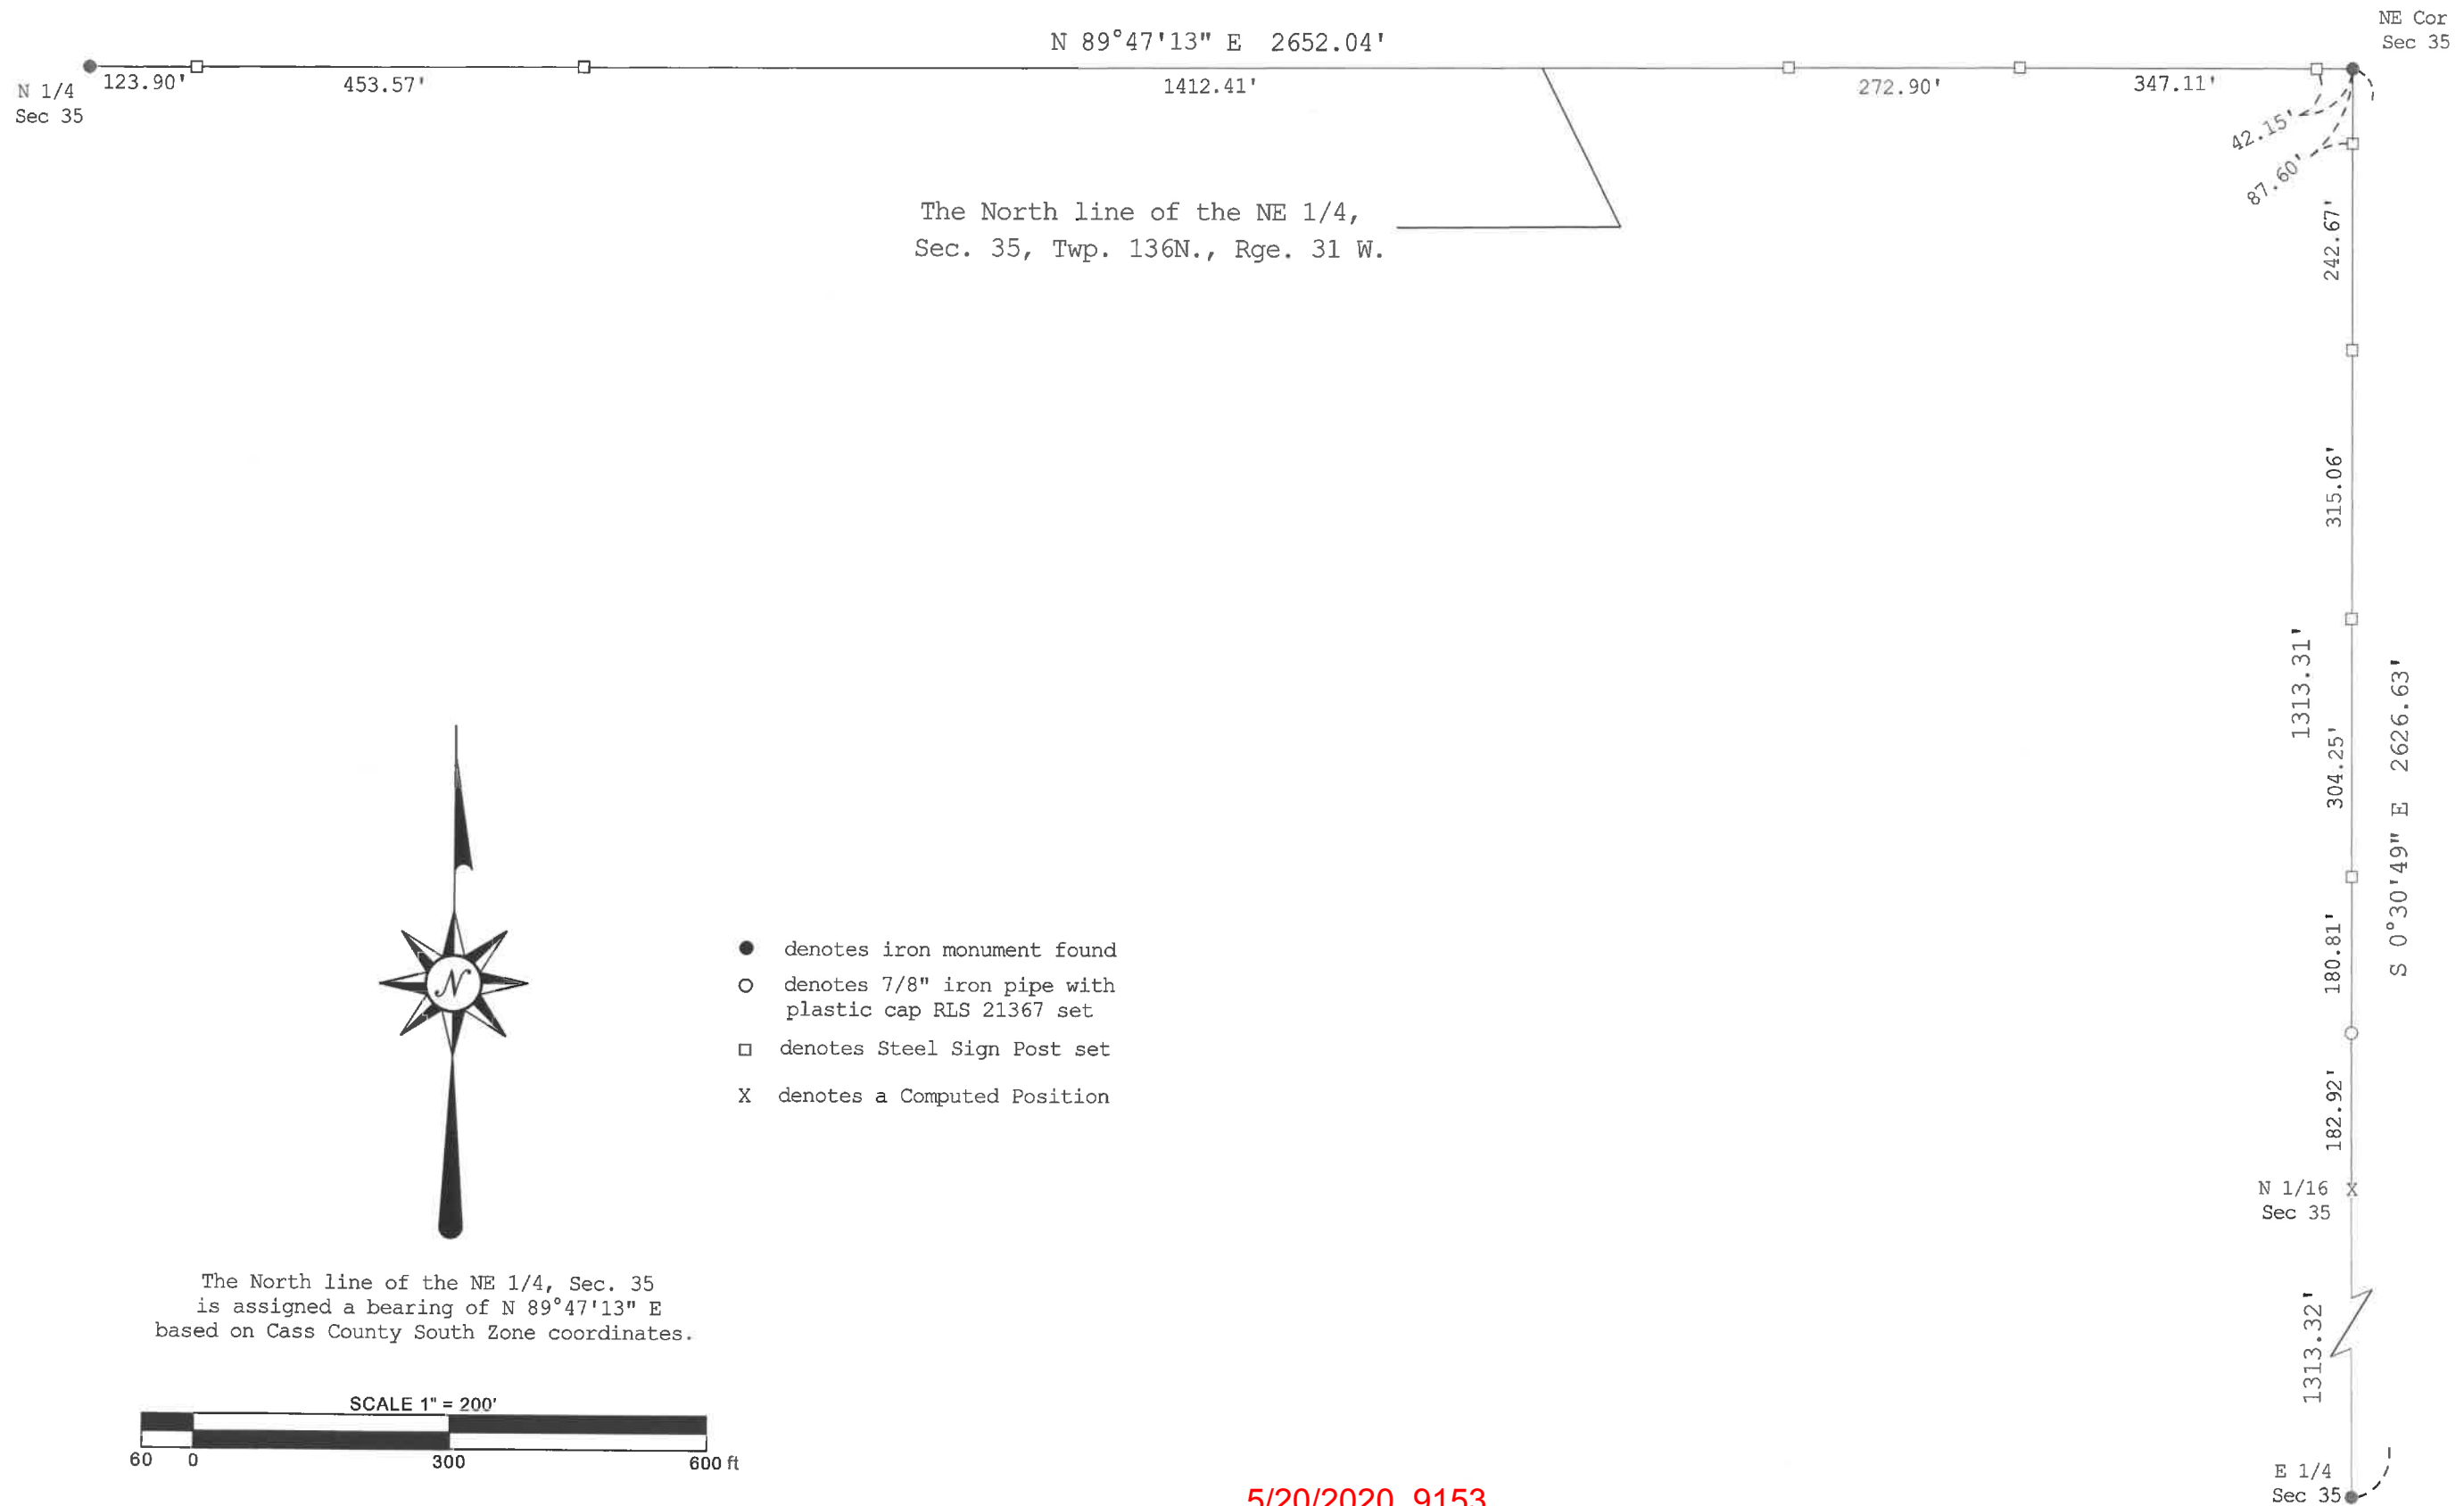 N 89°47'13" E 2652.04'
NE Cor
Sec 35
N 1/4
Sec 35
123.90'
453.57'
1412.41'
272.90'
347.11'
42.15'
87.60'
The North line of the NE 1/4,
Sec. 35, Twp. 136N., Rge. 31 W.
242.67'
315.06'
1313.31'
304.25'
S 0°30'49" E 2626.63'
180.81'
182.92'
N 1/16 X
Sec 35
1313.32'
E 1/4
Sec 35
N
denotes iron monument found
denotes 7/8" iron pipe with
plastic cap RLS 21367 set
denotes Steel Sign Post set
X denotes a Computed Position
The North line of the NE 1/4, Sec. 35
is assigned a bearing of N 89°47'13" E
based on Cass County South Zone coordinates.
SCALE 1" = 200'
60 0 300 600 ft
5/20/2020 9153